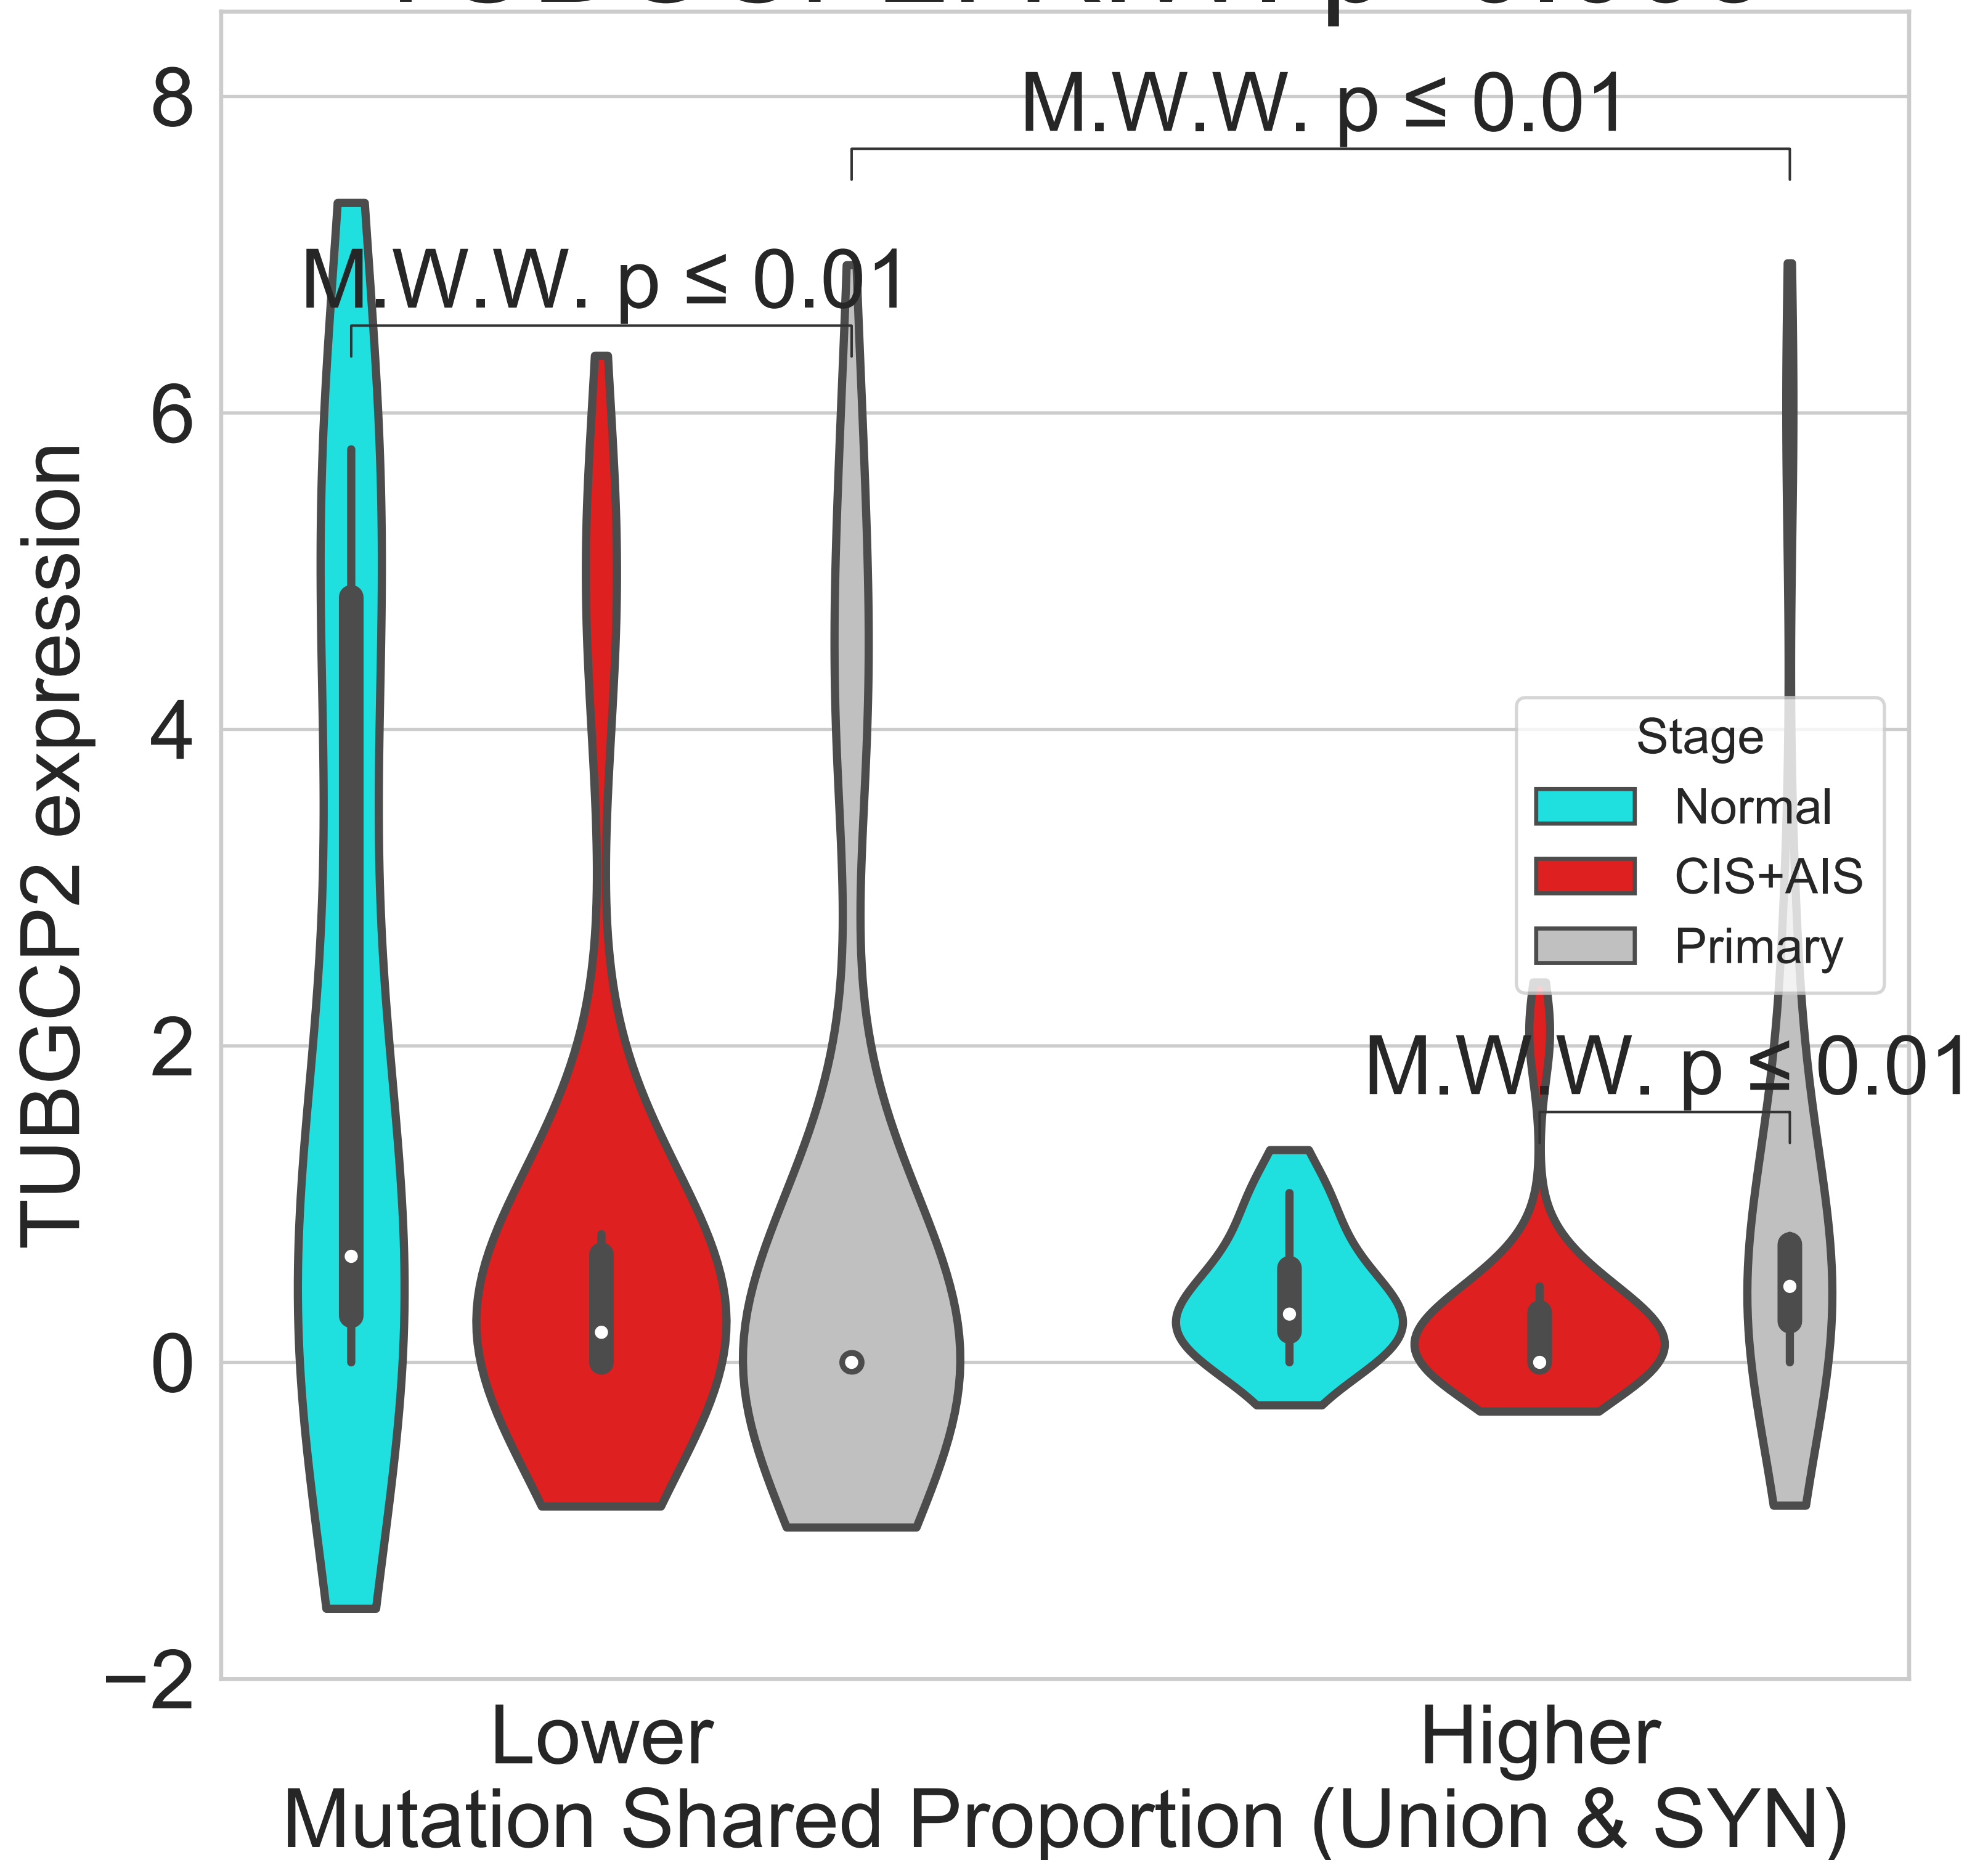 8
M.W.W. p ≤ 0.01
M.W.W. p ≤ 0.01
6
TUBGCP2 expression
4
Stage
Normal
CIS+AIS
Primary
2
M.W.W. p ≤ 0.01
0
−2
Lower
Higher
Mutation Shared Proportion (Union & SYN)